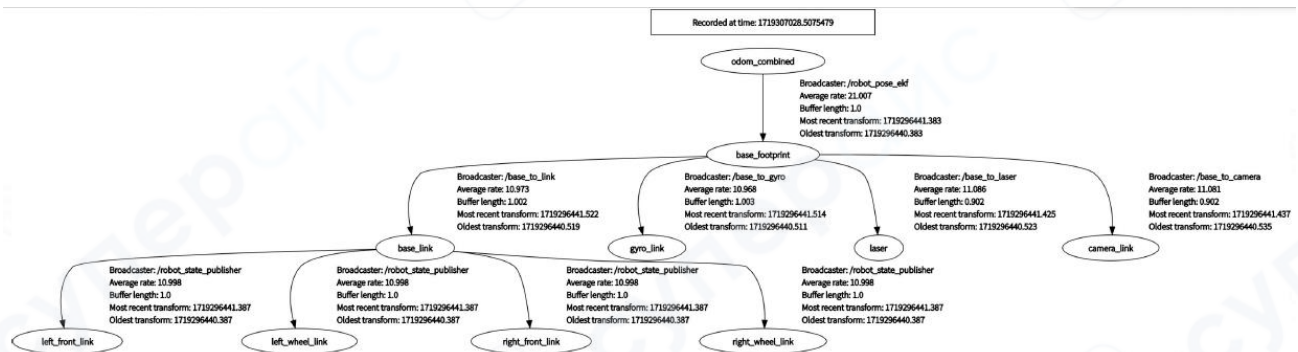 Recorded at time: 1719307028.5075479
odom_combined
Broadcaster: /robot_pose_ekf
Average rate: 21.007
Buffer length: 1.0
Most recent transform: 1719296441.383
Oldest transform: 1719296440.383
base_footprint
Broadcaster: /base_to_link
Average rate: 10.973
Buffer length: 1.002
Most recent transform: 1719296441.522
Oldest transform: 1719296440.519
Broadcaster: /base_to_gyro
Average rate: 10.968
Buffer length: 1.003
Most recent transform: 1719296441.514
Oldest transform: 1719296440.511
Broadcaster: /base_to_laser
Average rate: 11.086
Buffer length: 0.902
Most recent transform: 1719296441.425
Oldest transform: 1719296440.523
Broadcaster: /base_to_camera
Average rate: 11.081
Buffer length: 0.902
Most recent transform: 1719296441.437
Oldest transform: 1719296440.535
base_link
gyro_link
laser
camera_link
Broadcaster: /robot_state_publisher
Average rate: 10.998
Buffer length: 1.0
Most recent transform: 1719296441.387
Oldest transform: 1719296440.387
Broadcaster: /robot_state_publisher
Average rate: 10.998
Buffer length: 1.0
Most recent transform: 1719296441.387
Oldest transform: 1719296440.387
Broadcaster: /robot_state_publisher
Average rate: 10.998
Buffer length: 1.0
Most recent transform: 1719296441.387
Oldest transform: 1719296440.387
Broadcaster: /robot_state_publisher
Average rate: 10.998
Buffer length: 1.0
Most recent transform: 1719296441.387
Oldest transform: 1719296440.387
left_front_link
left_wheel_link
right_front_link
right_wheel_link
суперайс